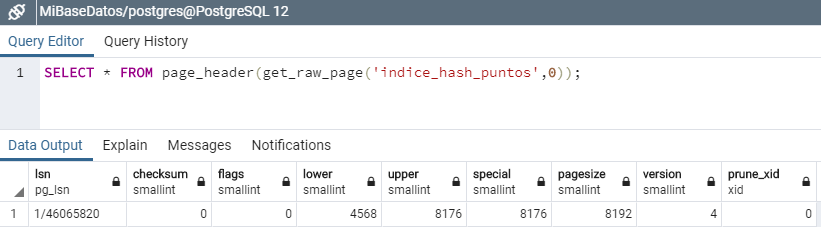 MiBaseDatos/postgres@PostgreSQL 12
Query Editor Query History
1 SELECT * FROM page_header(get_raw_page('indice_hash_puntos',0));
Data Output Explain Messages Notifications
lsn checksum flags lower upper special pagesize version prune_xid
pg_lsn smallint smallint smallint smallint smallint smallint smallint xid
1 1/46065820 0 0 4568 8176 8176 8192 4 0